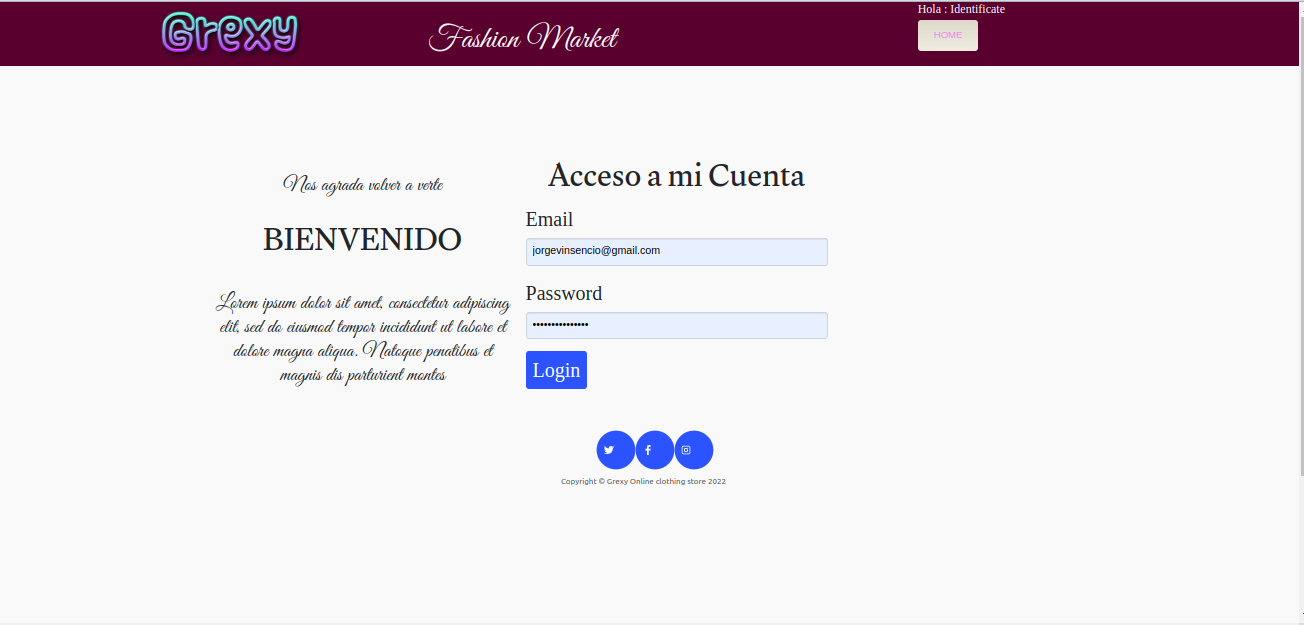 Grexy
Fashion Market
Hola : Identificate
HOME
Nos agrada volver a verte
BIENVENIDO
Lorem ipsum dolor sit amet, consectetur adipiscing
elit, sed do eiusmod tempor incididunt ut labore et
dolore magna aliqua. Natoque penatibus et
magnis dis parturient montes
Acceso a mi Cuenta
Email
jorgevinsencio@gmail.com
Password
•••••••••••••••
Login
Copyright © Grexy Online clothing store 2022